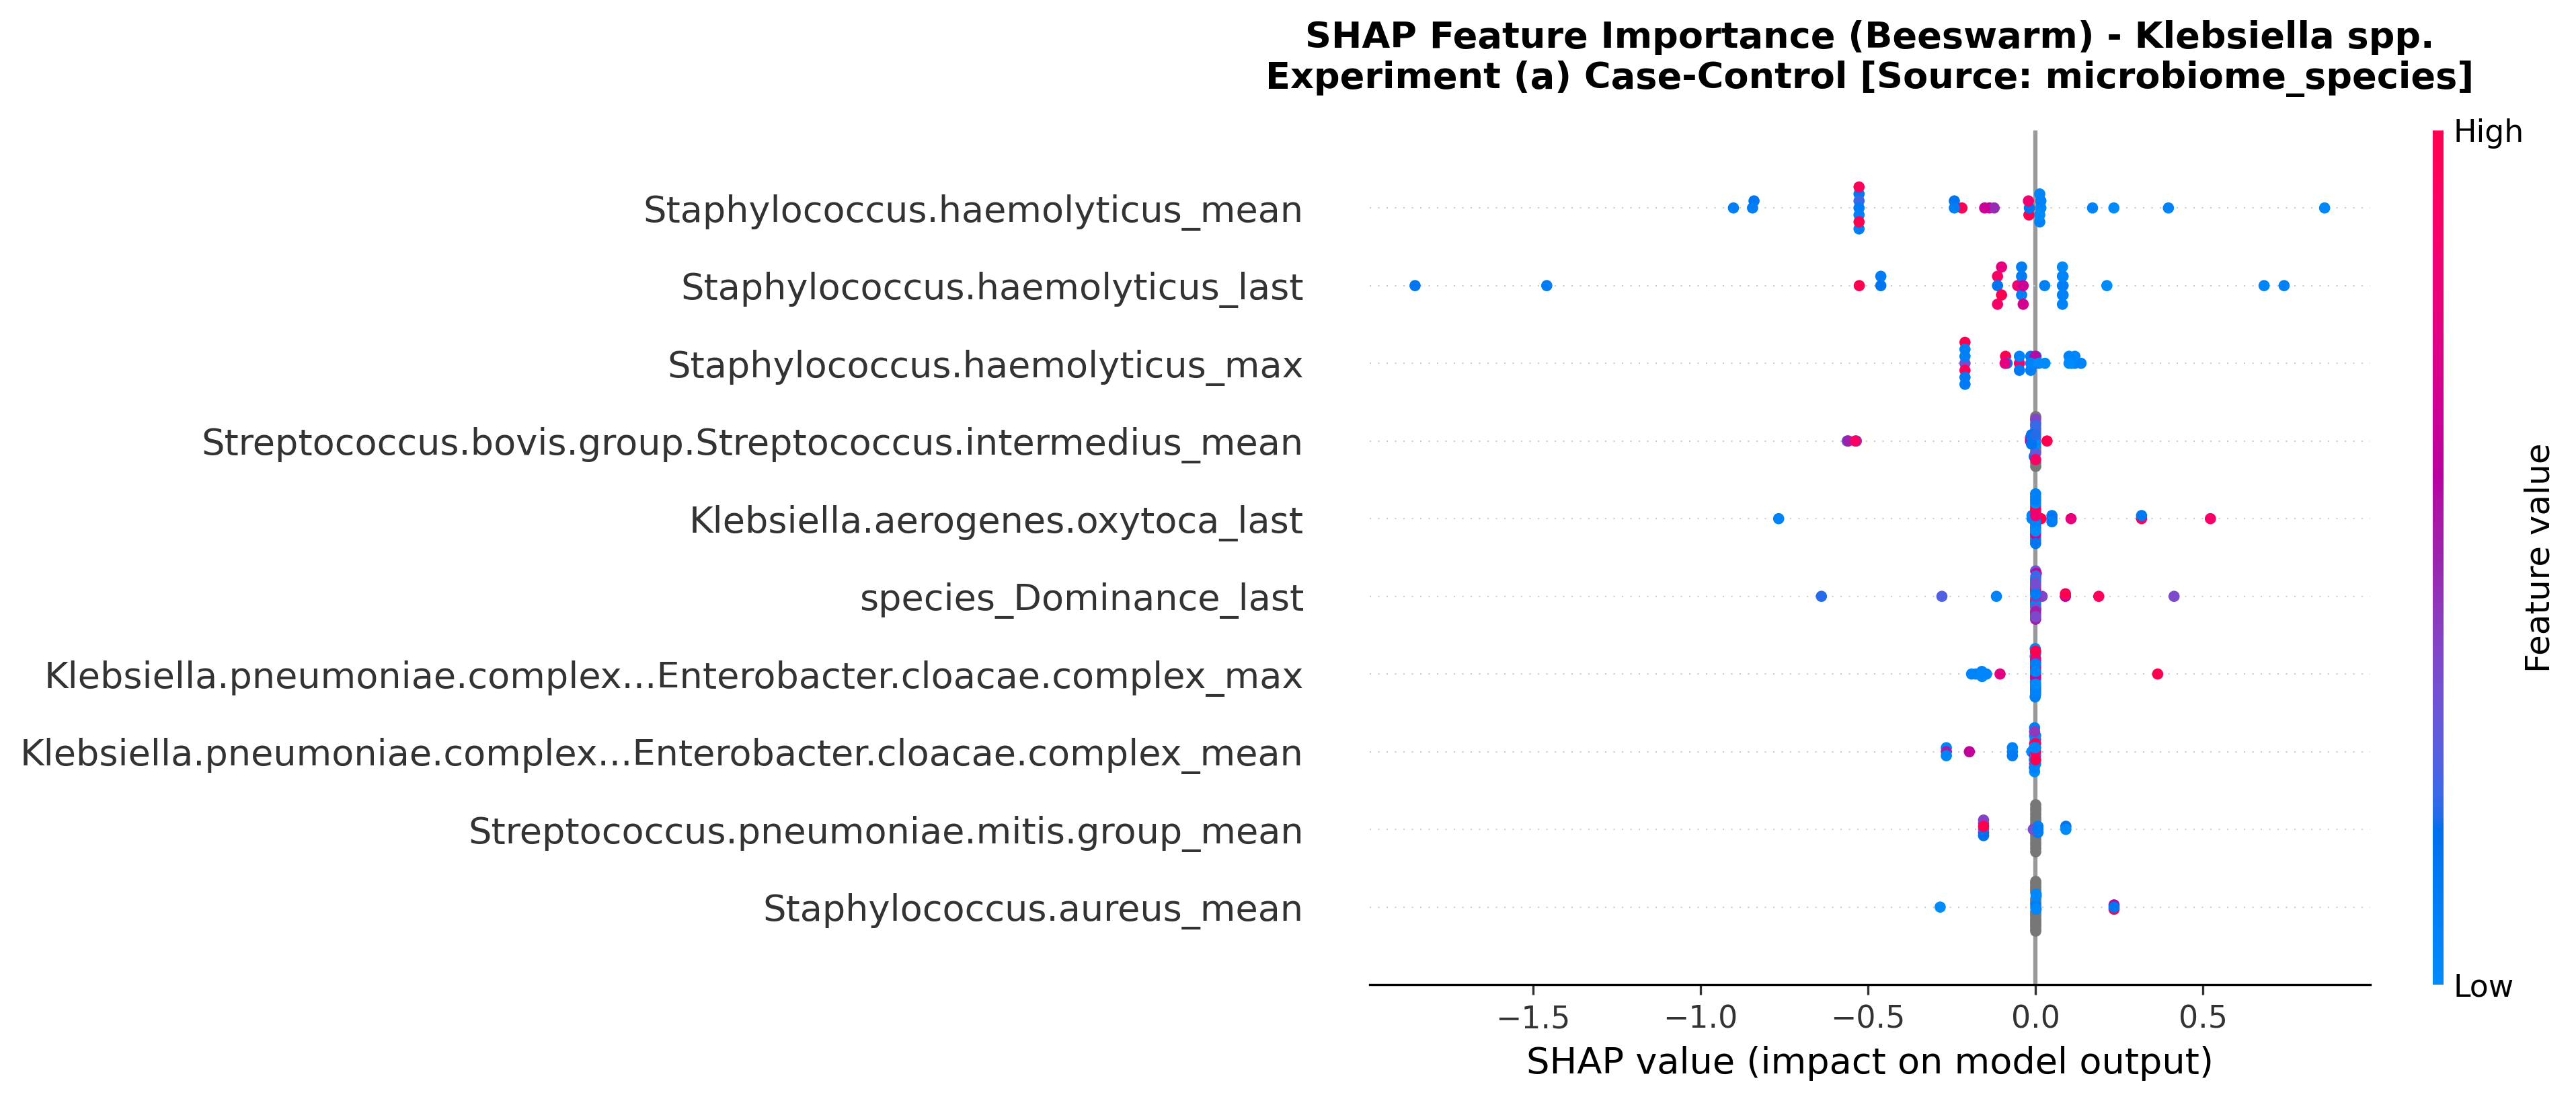 SHAP Feature Importance (Beeswarm) - Klebsiella spp.
Experiment (a) Case-Control [Source: microbiome_species]
High
Staphylococcus.haemolyticus_mean
Staphylococcus.haemolyticus_last
Staphylococcus.haemolyticus_max
Streptococcus.bovis.group.Streptococcus.intermedius_mean
Klebsiella.aerogenes.oxytoca_last
species_Dominance_last
Klebsiella.pneumoniae.complex...Enterobacter.cloacae.complex_max
Klebsiella.pneumoniae.complex...Enterobacter.cloacae.complex_mean
Streptococcus.pneumoniae.mitis.group_mean
Staphylococcus.aureus_mean
Feature value
Low
−1.5 −1.0 −0.5 0.0 0.5
SHAP value (impact on model output)